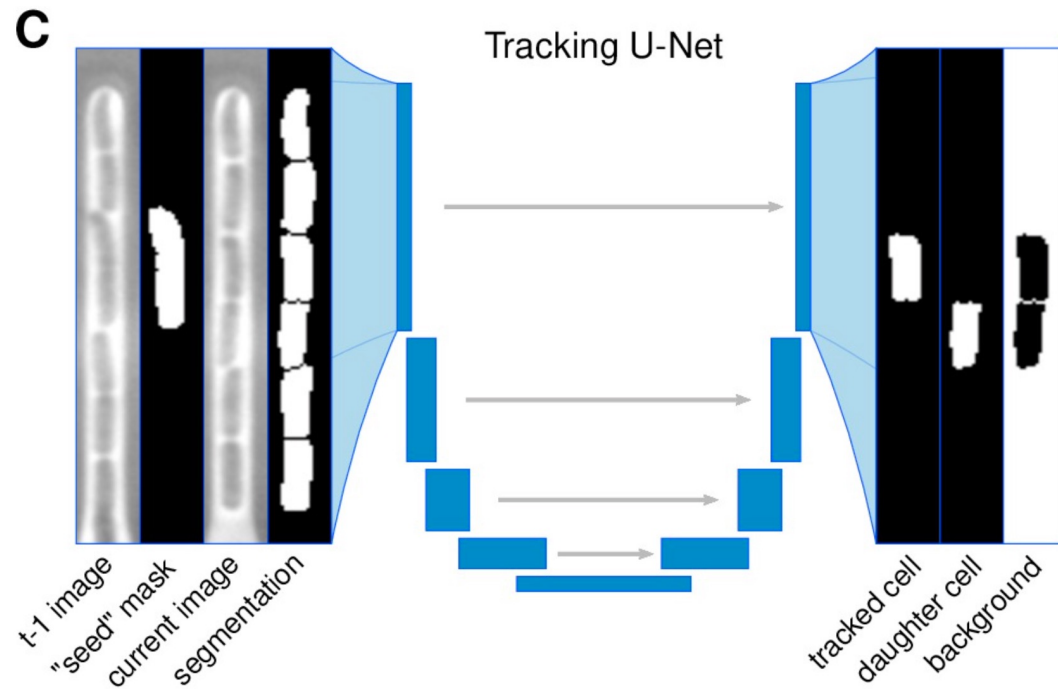 C
Tracking U-Net
t-1 image
"seed" mask
current image
segmentation
tracked cell
daughter cell
background